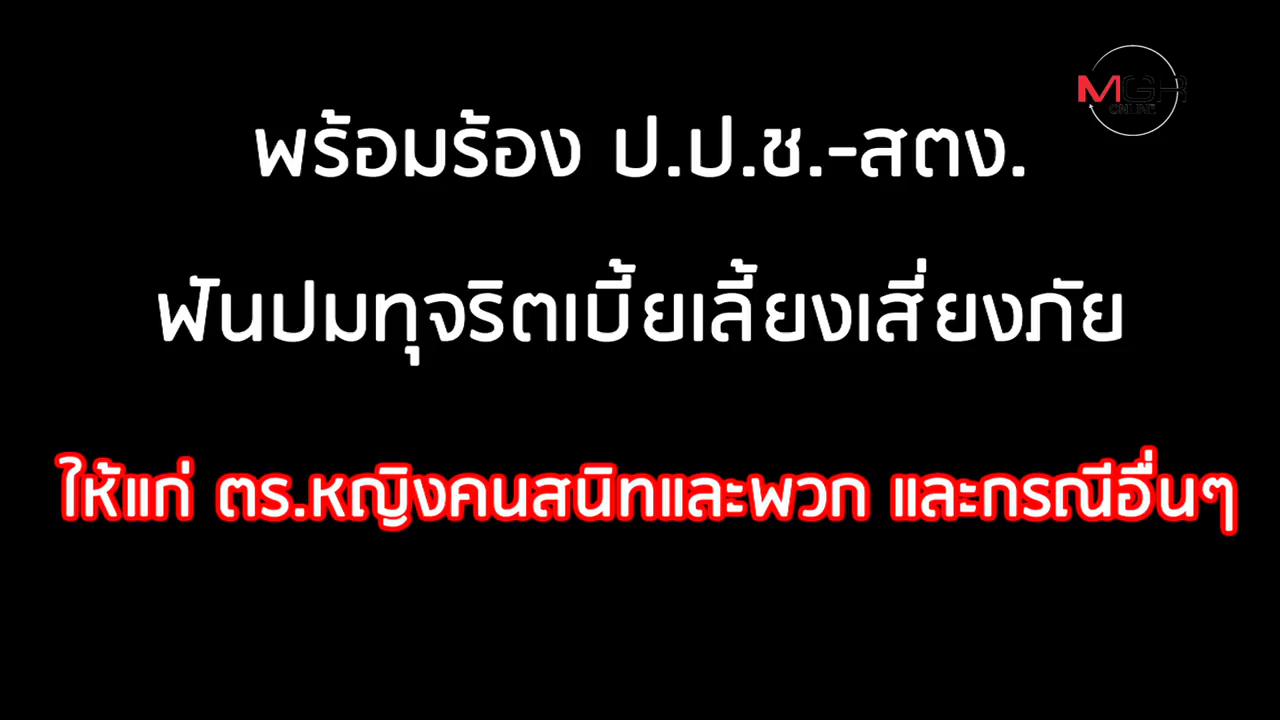 MGR
ONLINE
พร้อมร้อง ป.ป.ช.-สตง.
ฟันปมทุจริตเบี้ยเลี้ยงเสี่ยงภัย
ให้แก่ ตร.หญิงคนสนิทและพวก และกรณีอื่นๆ